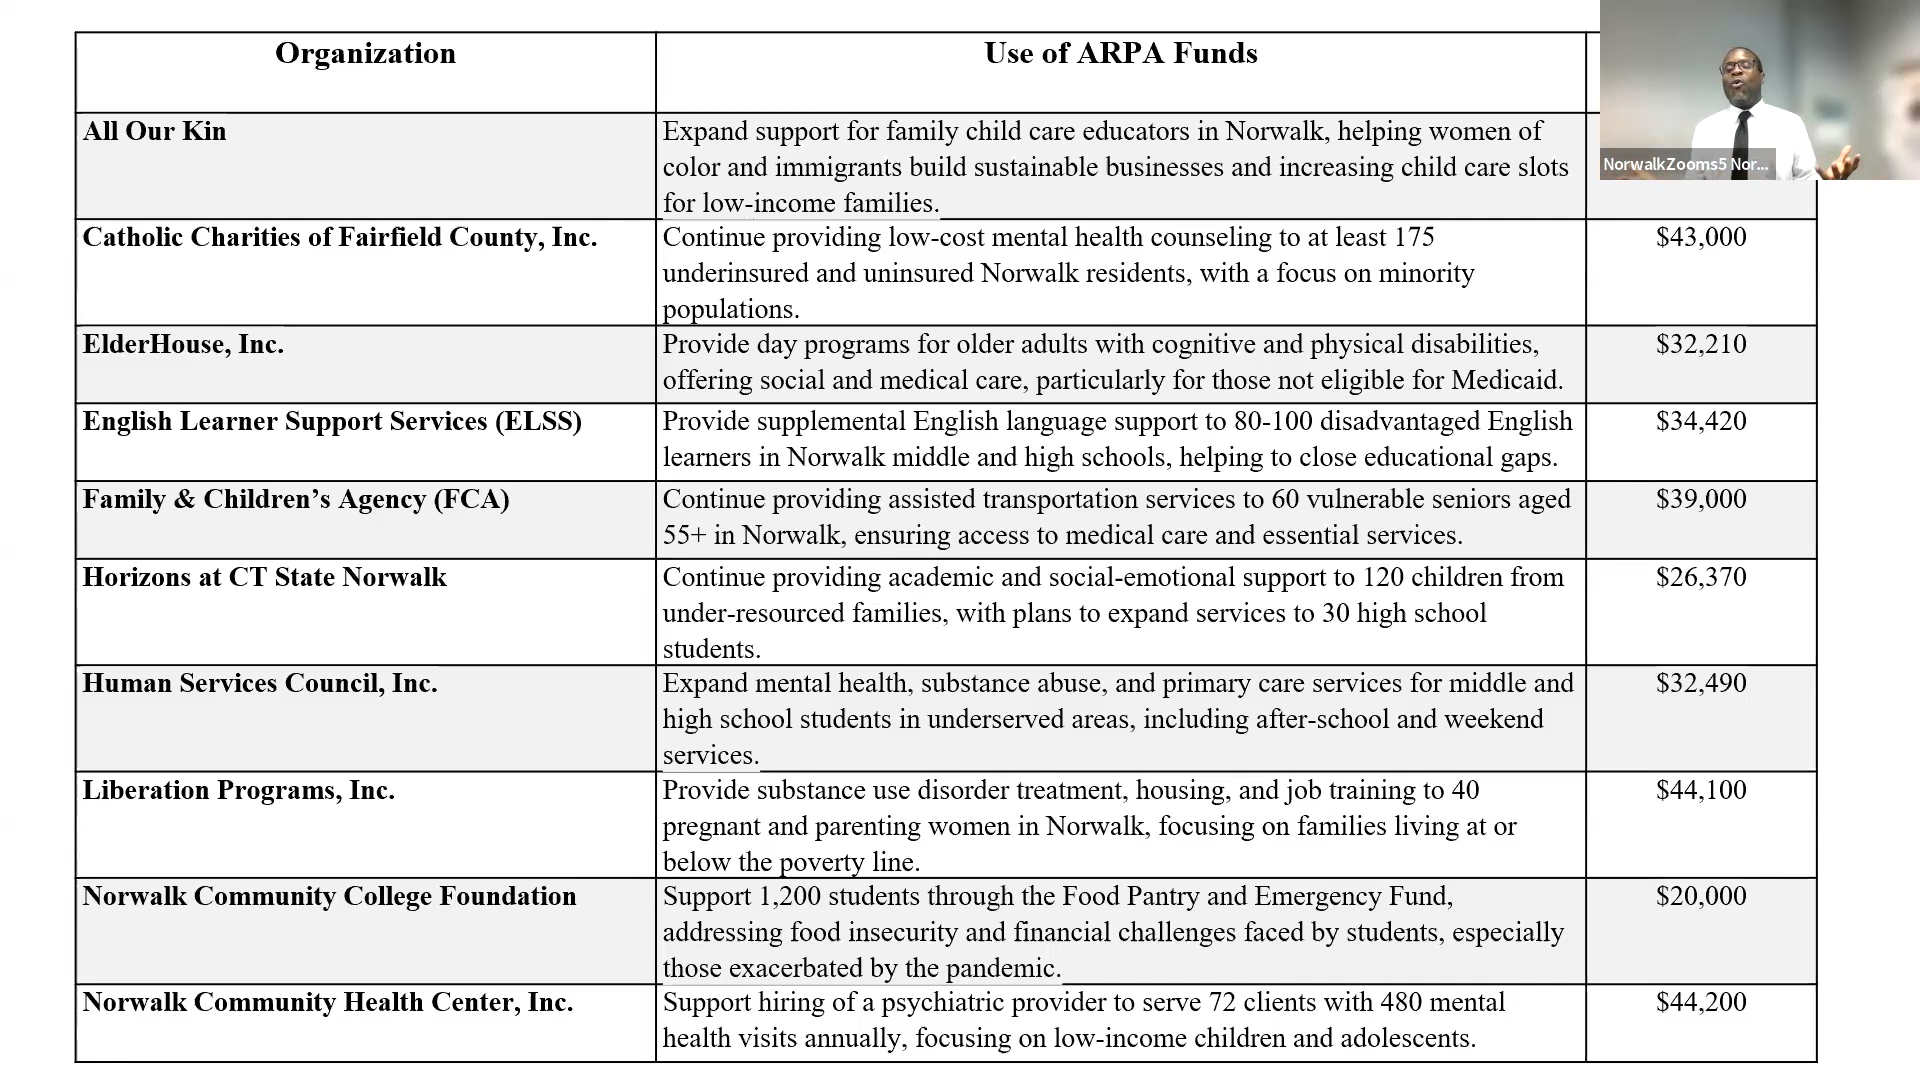 Organization
Use of ARPA Funds
All Our Kin
Expand support for family child care educators in Norwalk, helping women of
color and immigrants build sustainable businesses and increasing child care slots
for low-income families.
Catholic Charities of Fairfield County, Inc.
Continue providing low-cost mental health counseling to at least 175
underinsured and uninsured Norwalk residents, with a focus on minority
populations.
$43,000
ElderHouse, Inc.
Provide day programs for older adults with cognitive and physical disabilities,
offering social and medical care, particularly for those not eligible for Medicaid.
$32,210
English Learner Support Services (ELSS)
Provide supplemental English language support to 80-100 disadvantaged English
learners in Norwalk middle and high schools, helping to close educational gaps.
$34,420
Family & Children’s Agency (FCA)
Continue providing assisted transportation services to 60 vulnerable seniors aged
55+ in Norwalk, ensuring access to medical care and essential services.
$39,000
Horizons at CT State Norwalk
Continue providing academic and social-emotional support to 120 children from
under-resourced families, with plans to expand services to 30 high school
students.
$26,370
Human Services Council, Inc.
Expand mental health, substance abuse, and primary care services for middle and
high school students in underserved areas, including after-school and weekend
services.
$32,490
Liberation Programs, Inc.
Provide substance use disorder treatment, housing, and job training to 40
pregnant and parenting women in Norwalk, focusing on families living at or
below the poverty line.
$44,100
Norwalk Community College Foundation
Support 1,200 students through the Food Pantry and Emergency Fund,
addressing food insecurity and financial challenges faced by students, especially
those exacerbated by the pandemic.
$20,000
Norwalk Community Health Center, Inc.
Support hiring of a psychiatric provider to serve 72 clients with 480 mental
health visits annually, focusing on low-income children and adolescents.
$44,200
NorwalkZooms5 Nor...